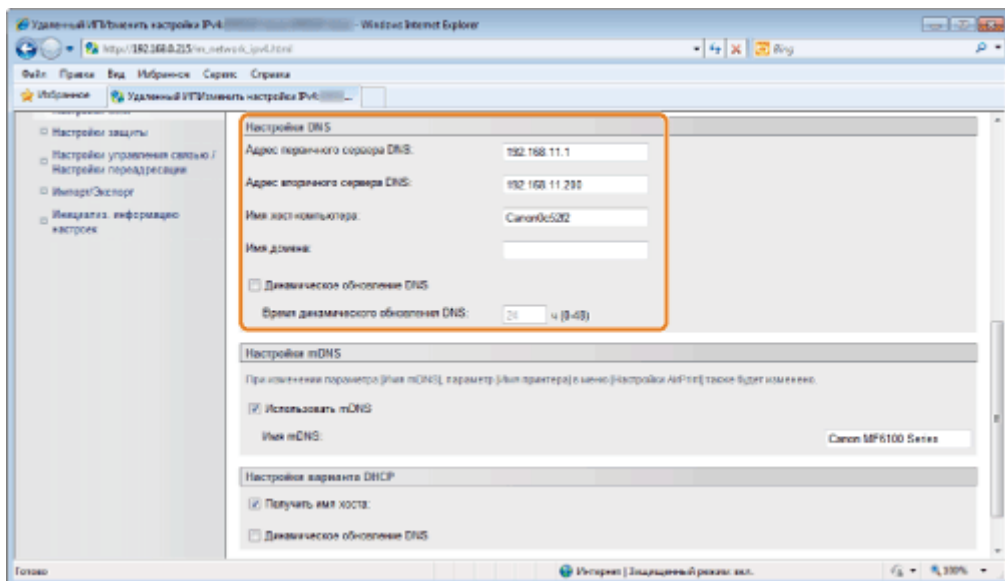 Удаленный ИП/Изменить настройки IPv4: - Windows Internet Explorer
http://192.168.0.215/m_network_ipv4.html
Bing
Файл Правка Вид Избранное Сервис Справка
Избранное
Удаленный ИП/Изменить настройки IPv4: ...
Настройки защиты
Настройки управления связью /
Настройки переадресации
Импорт/Экспорт
Инициализ. информацию
настроек
Настройки DNS
Адрес первичного сервера DNS: 192.168.11.1
Адрес вторичного сервера DNS: 192.168.11.200
Имя хост-компьютера: Canon0c52f2
Имя домена:
Динамическое обновление DNS
Время динамического обновления DNS: 24 ч (0-48)
Настройки mDNS
При изменении параметра [Имя mDNS], параметр [Имя принтера] в меню [Настройки AirPrint] также будет изменено.
Использовать mDNS
Имя mDNS: Canon MF6100 Series
Настройки варианта DHCP
Получить имя хоста:
Динамическое обновление DNS
Готово
Интернет | Защищенный режим: вкл.
100%